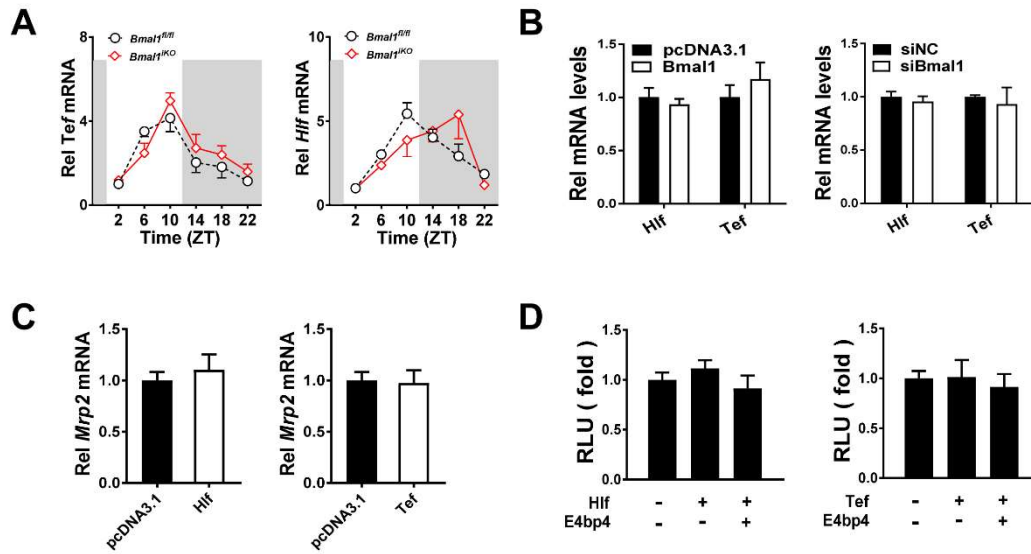 A
Bmal1fl/fl
Bmal1iKO
Rel Tef mRNA
8
4
0
2 6 10 14 18 22
Time (ZT)
Bmal1fl/fl
Bmal1iKO
Rel Hlf mRNA
10
5
0
2 6 10 14 18 22
Time (ZT)
B
pcDNA3.1
Bmal1
Rel mRNA levels
1.5
1.0
0.5
0.0
Hlf Tef
siNC
siBmal1
Rel mRNA levels
1.5
1.0
0.5
0.0
Hlf Tef
C
Rel Mrp2 mRNA
1.5
1.0
0.5
0.0
pcDNA3.1 Hlf
Rel Mrp2 mRNA
1.5
1.0
0.5
0.0
pcDNA3.1 Tef
D
RLU ( fold )
1.5
1.0
0.5
0.0
Hlf - + +
E4bp4 - - +
RLU ( fold )
1.5
1.0
0.5
0.0
Tef - + +
E4bp4 - - +